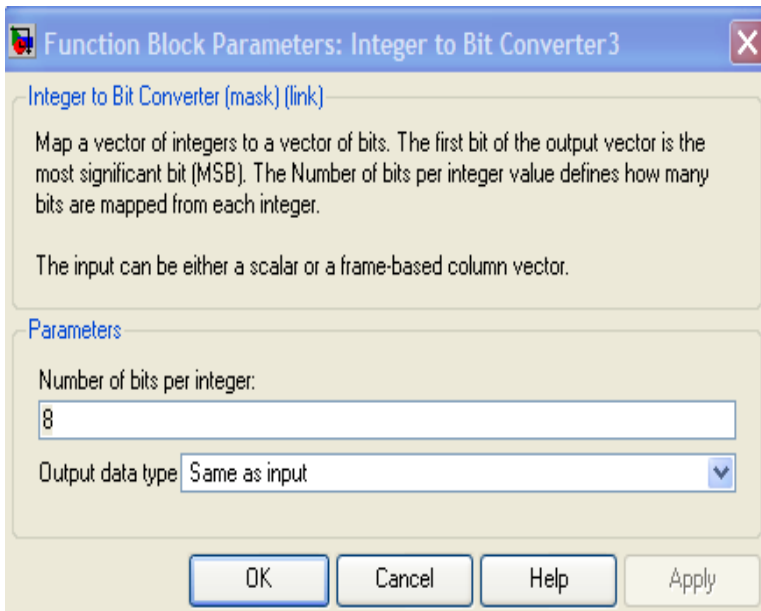 Function Block Parameters: Integer to Bit Converter3
Integer to Bit Converter (mask) (link)
Map a vector of integers to a vector of bits. The first bit of the output vector is the
most significant bit (MSB). The Number of bits per integer value defines how many
bits are mapped from each integer.
The input can be either a scalar or a frame-based column vector.
Parameters
Number of bits per integer:
8
Output data type Same as input
OK Cancel Help Apply